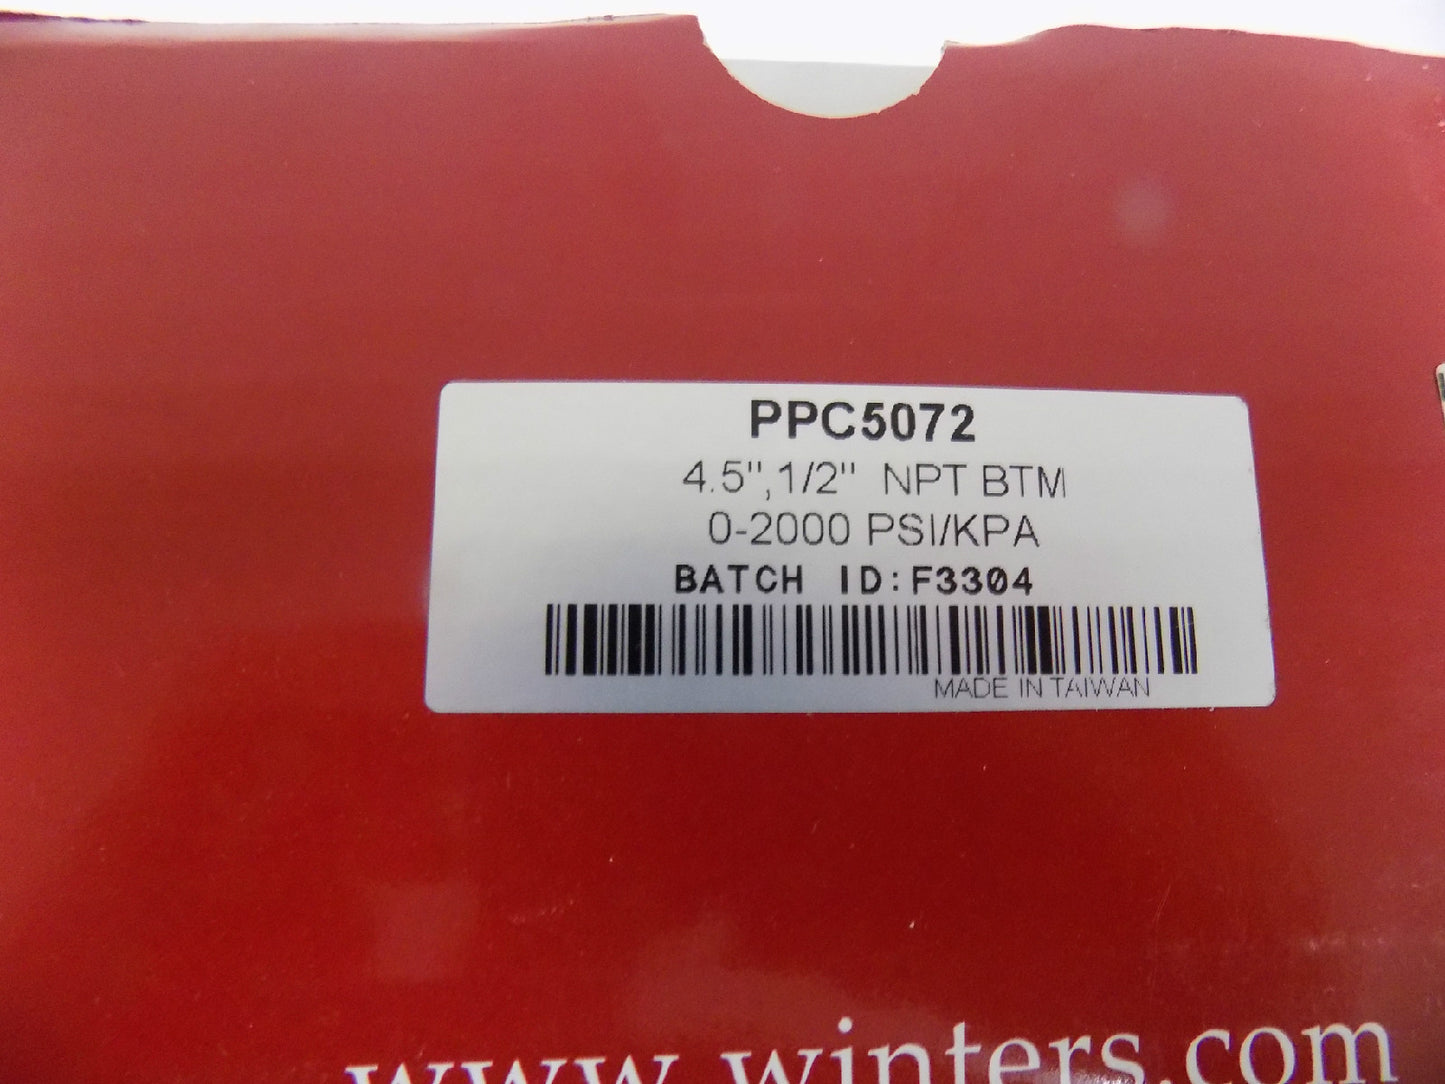 PPC5072
4.5",1/2" NPT BTM
0-2000 PSI/KPA
BATCH ID:F3304
MADE IN TAIWAN
www.winters.com